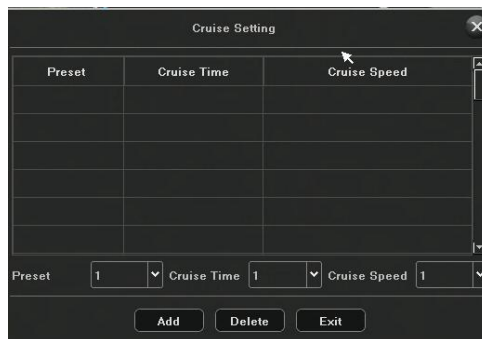 Cruise Setting
Preset Cruise Time Cruise Speed
Preset 1 Cruise Time 1 Cruise Speed 1
Add Delete Exit